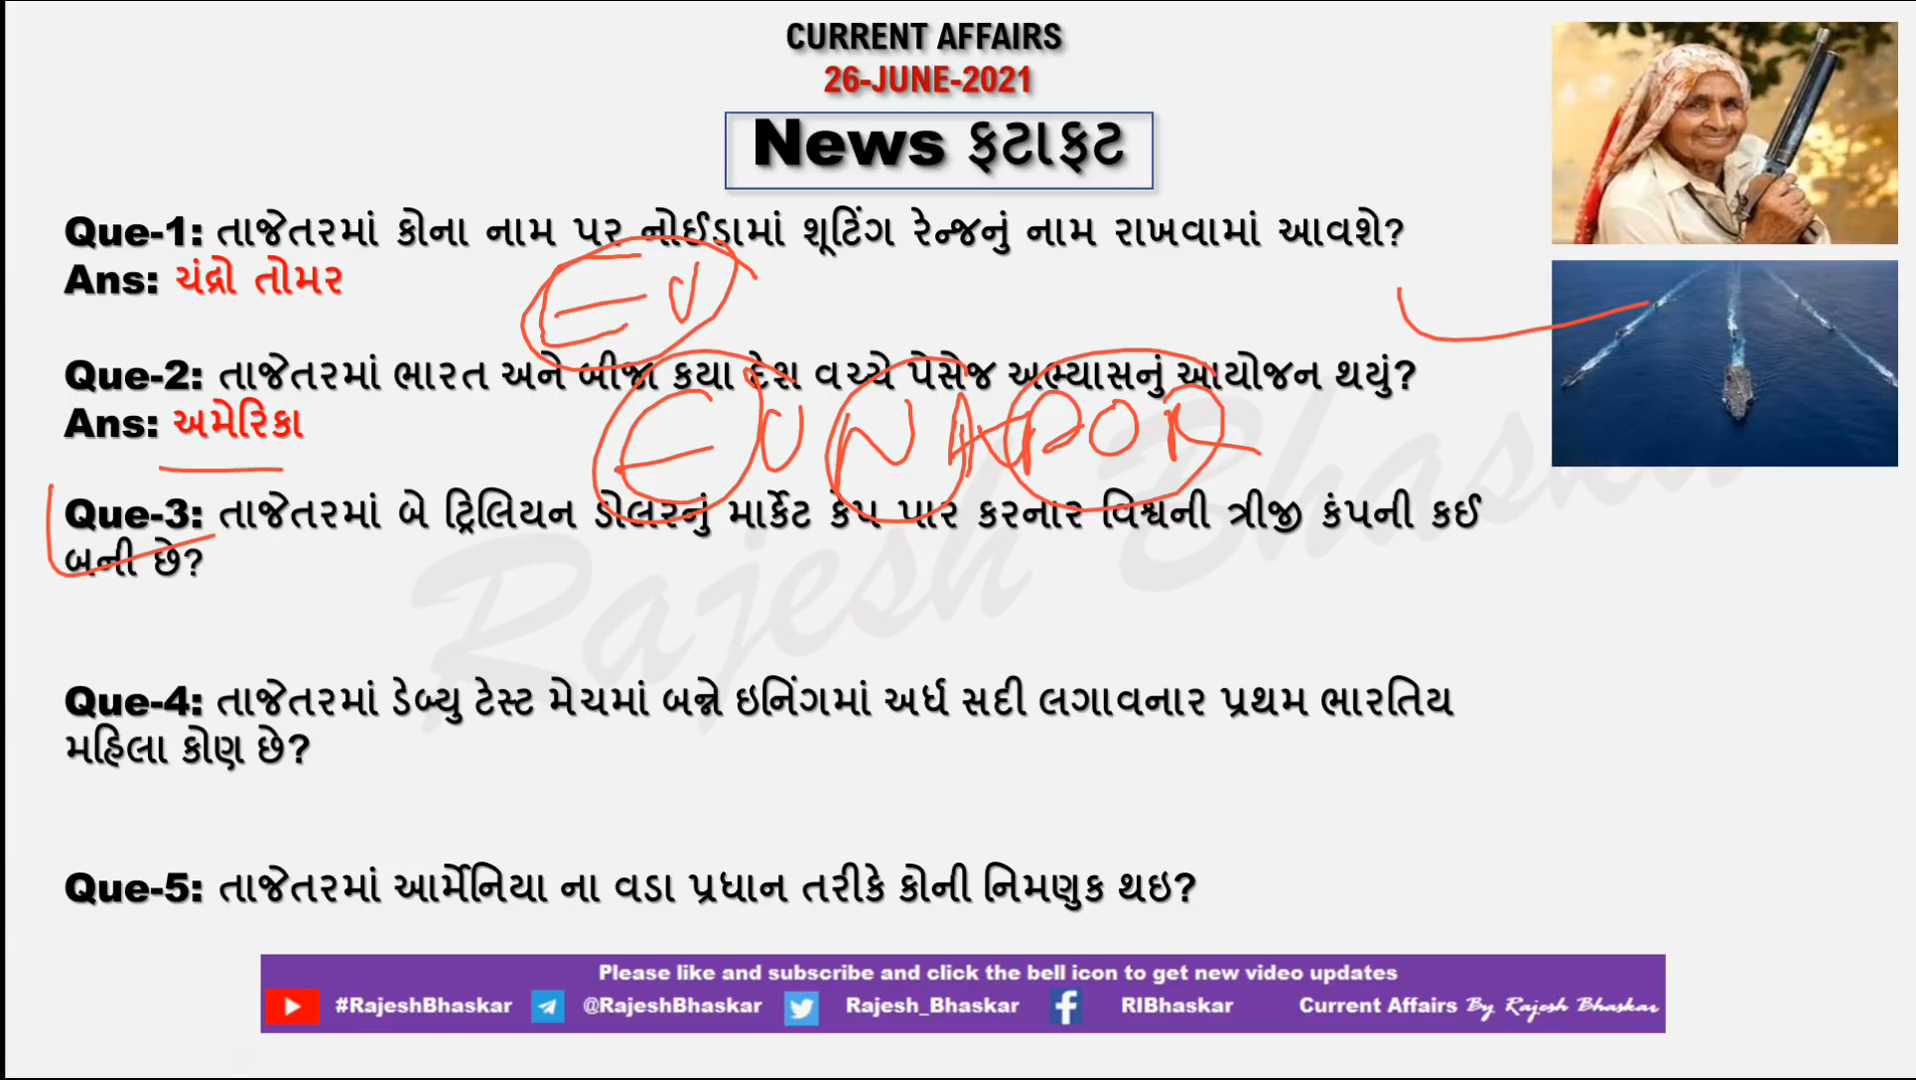 CURRENT AFFAIRS
26-JUNE-2021
News ફટાફટ
Que-1: તાજેતરમાં કોના નામ પર નોઈડામાં શૂટિંગ રેન્જનું નામ રાખવામાં આવશે?
Ans: ચંદ્રો તોમર
EU
Que-2: તાજેતરમાં ભારત અને બીજા કયા દેશ વચ્ચે પેસેજ અભ્યાસનું આયોજન થયું?
Ans: અમેરિકા
EUNAPOR
Que-3: તાજેતરમાં બે ટ્રિલિયન ડોલરનું માર્કેટ કેપ પાર કરનાર વિશ્વની ત્રીજી કંપની કઈ
બની છે?
Rajesh Bhaskar
Que-4: તાજેતરમાં ડેબ્યુ ટેસ્ટ મેચમાં બન્ને ઇનિંગમાં અર્ધ સદી લગાવનાર પ્રથમ ભારતિય
મહિલા કોણ છે?
Que-5: તાજેતરમાં આર્મેનિયા ના વડા પ્રધાન તરીકે કોની નિમણુક થઇ?
Please like and subscribe and click the bell icon to get new video updates
#RajeshBhaskar @RajeshBhaskar Rajesh_Bhaskar RIBhaskar Current Affairs By Rajesh Bhaskar